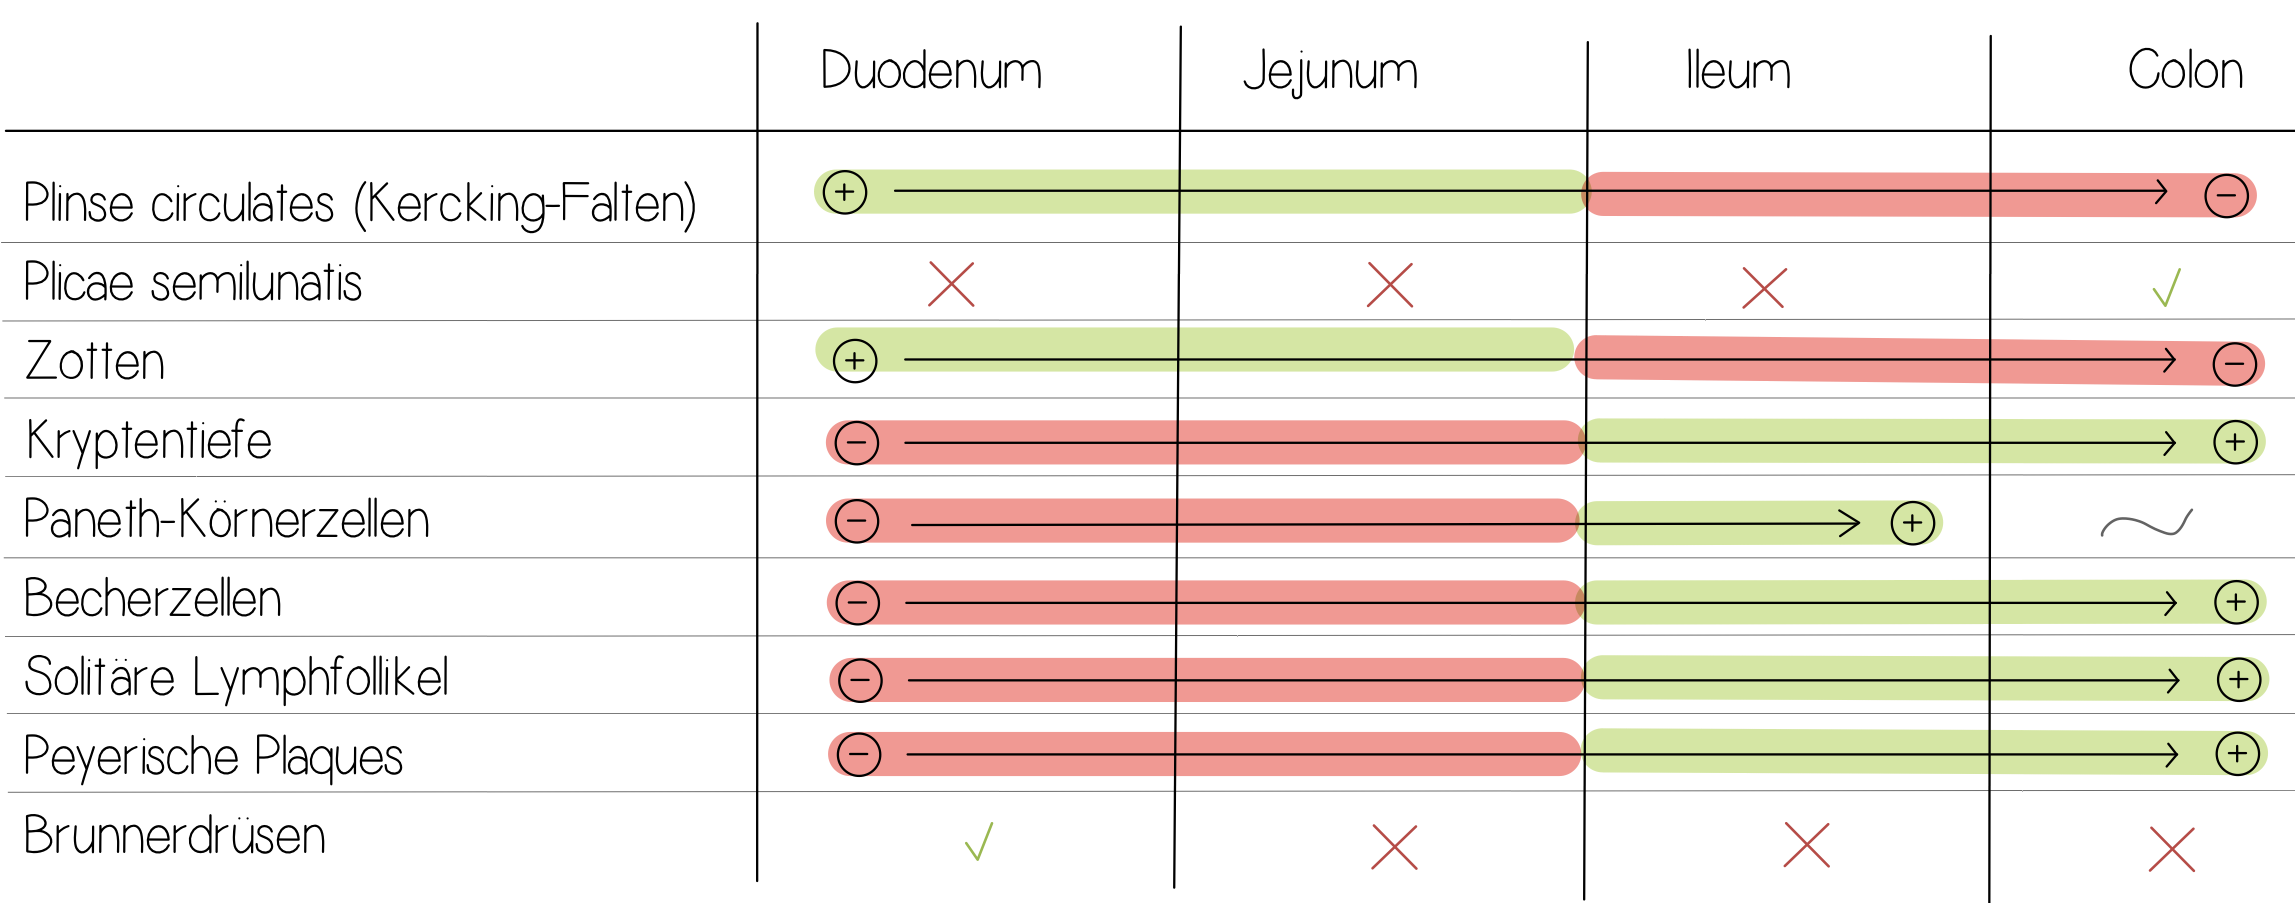 Duodenum Jejunum Ileum Colon
Plinse circulates (Kercking-Falten) + -
Plicae semilunatis
Zotten + -
Kryptentiefe - +
Paneth-Körnerzellen - +
Becherzellen - +
Solitäre Lymphfollikel - +
Peyerische Plaques - +
Brunnerdrüsen